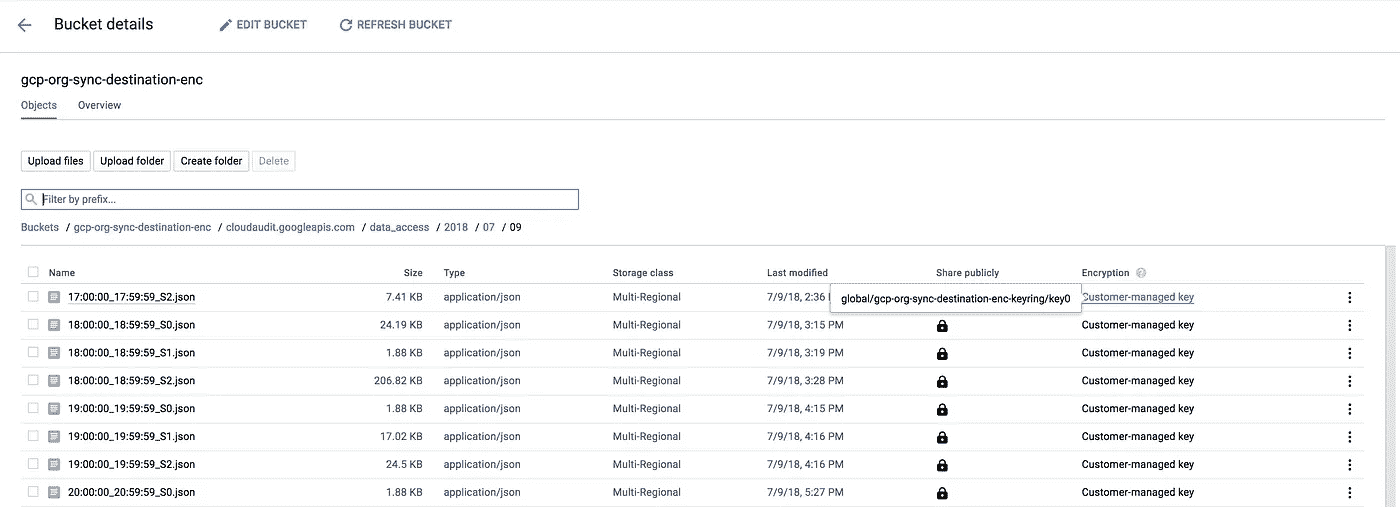 Bucket details EDIT BUCKET REFRESH BUCKET
gcp-org-sync-destination-enc
Objects Overview
Upload files Upload folder Create folder Delete
Filter by prefix...
Buckets / gcp-org-sync-destination-enc / cloudaudit.googleapis.com / data_access / 2018 / 07 / 09
Name Size Type Storage class Last modified Share publicly Encryption
17:00:00_17:59:59_S2.json 7.41 KB application/json Multi-Regional 7/9/18, 2:36 global/gcp-org-sync-destination-enc-keyring/key0 Customer-managed key
18:00:00_18:59:59_S0.json 24.19 KB application/json Multi-Regional 7/9/18, 3:15 PM Customer-managed key
18:00:00_18:59:59_S1.json 1.88 KB application/json Multi-Regional 7/9/18, 3:19 PM Customer-managed key
18:00:00_18:59:59_S2.json 206.82 KB application/json Multi-Regional 7/9/18, 3:28 PM Customer-managed key
19:00:00_19:59:59_S0.json 1.88 KB application/json Multi-Regional 7/9/18, 4:15 PM Customer-managed key
19:00:00_19:59:59_S1.json 17.02 KB application/json Multi-Regional 7/9/18, 4:16 PM Customer-managed key
19:00:00_19:59:59_S2.json 24.5 KB application/json Multi-Regional 7/9/18, 4:16 PM Customer-managed key
20:00:00_20:59:59_S0.json 1.88 KB application/json Multi-Regional 7/9/18, 5:27 PM Customer-managed key